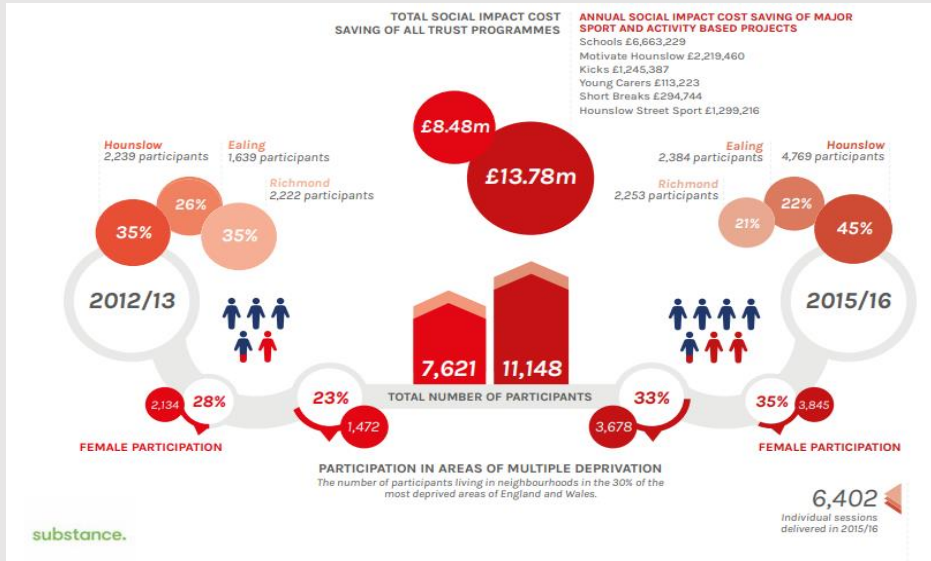 TOTAL SOCIAL IMPACT COST
SAVING OF ALL TRUST PROGRAMMES
ANNUAL SOCIAL IMPACT COST SAVING OF MAJOR
SPORT AND ACTIVITY BASED PROJECTS
Schools £6,663,229
Motivate Hounslow £2,219,460
Kicks £1,245,387
Young Carers £113,223
Short Breaks £294,744
Hounslow Street Sport £1,299,216
£8.48m
£13.78m
Hounslow
2,239 participants
Ealing
1,639 participants
Richmond
2,222 participants
35%
26%
35%
2012/13
Ealing
2,384 participants
Hounslow
4,769 participants
Richmond
2,253 participants
21%
22%
45%
2015/16
7,621
11,148
TOTAL NUMBER OF PARTICIPANTS
2,134
28%
FEMALE PARTICIPATION
23%
1,472
33%
3,678
35%
3,845
FEMALE PARTICIPATION
PARTICIPATION IN AREAS OF MULTIPLE DEPRIVATION
The number of participants living in neighbourhoods in the 30% of the
most deprived areas of England and Wales.
6,402
Individual sessions
delivered in 2015/16
substance.